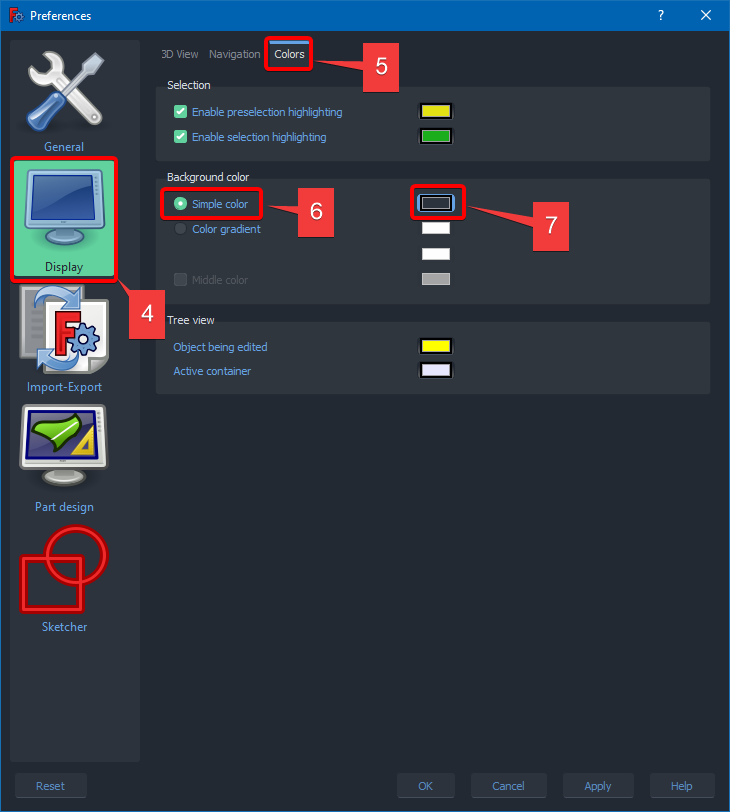 Preferences
?
3D View Navigation Colors
5
Selection
Enable preselection highlighting
Enable selection highlighting
General
Background color
Simple color
6
7
Color gradient
Display
Middle color
4
Tree view
Object being edited
Active container
Import-Export
Part design
Sketcher
Reset OK Cancel Apply Help